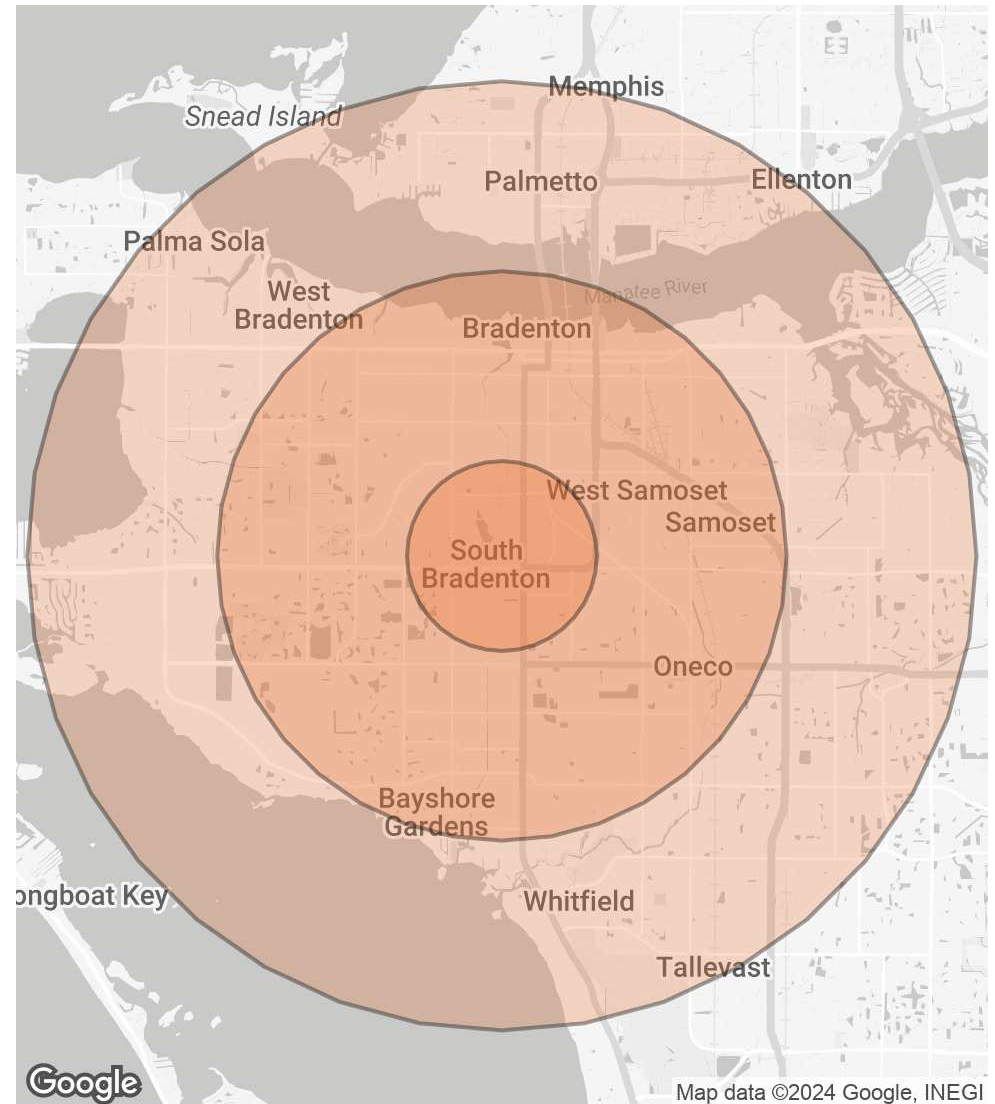 Memphis
Snead Island
Palmetto
Ellenton
Palma Sola
West
Bradenton
Manatee River
Bradenton
West Samoset
Samoset
South
Bradenton
Oneco
Bayshore
Gardens
ongboat Key
Whitfield
Tallevast
Google
Map data ©2024 Google, INEGI